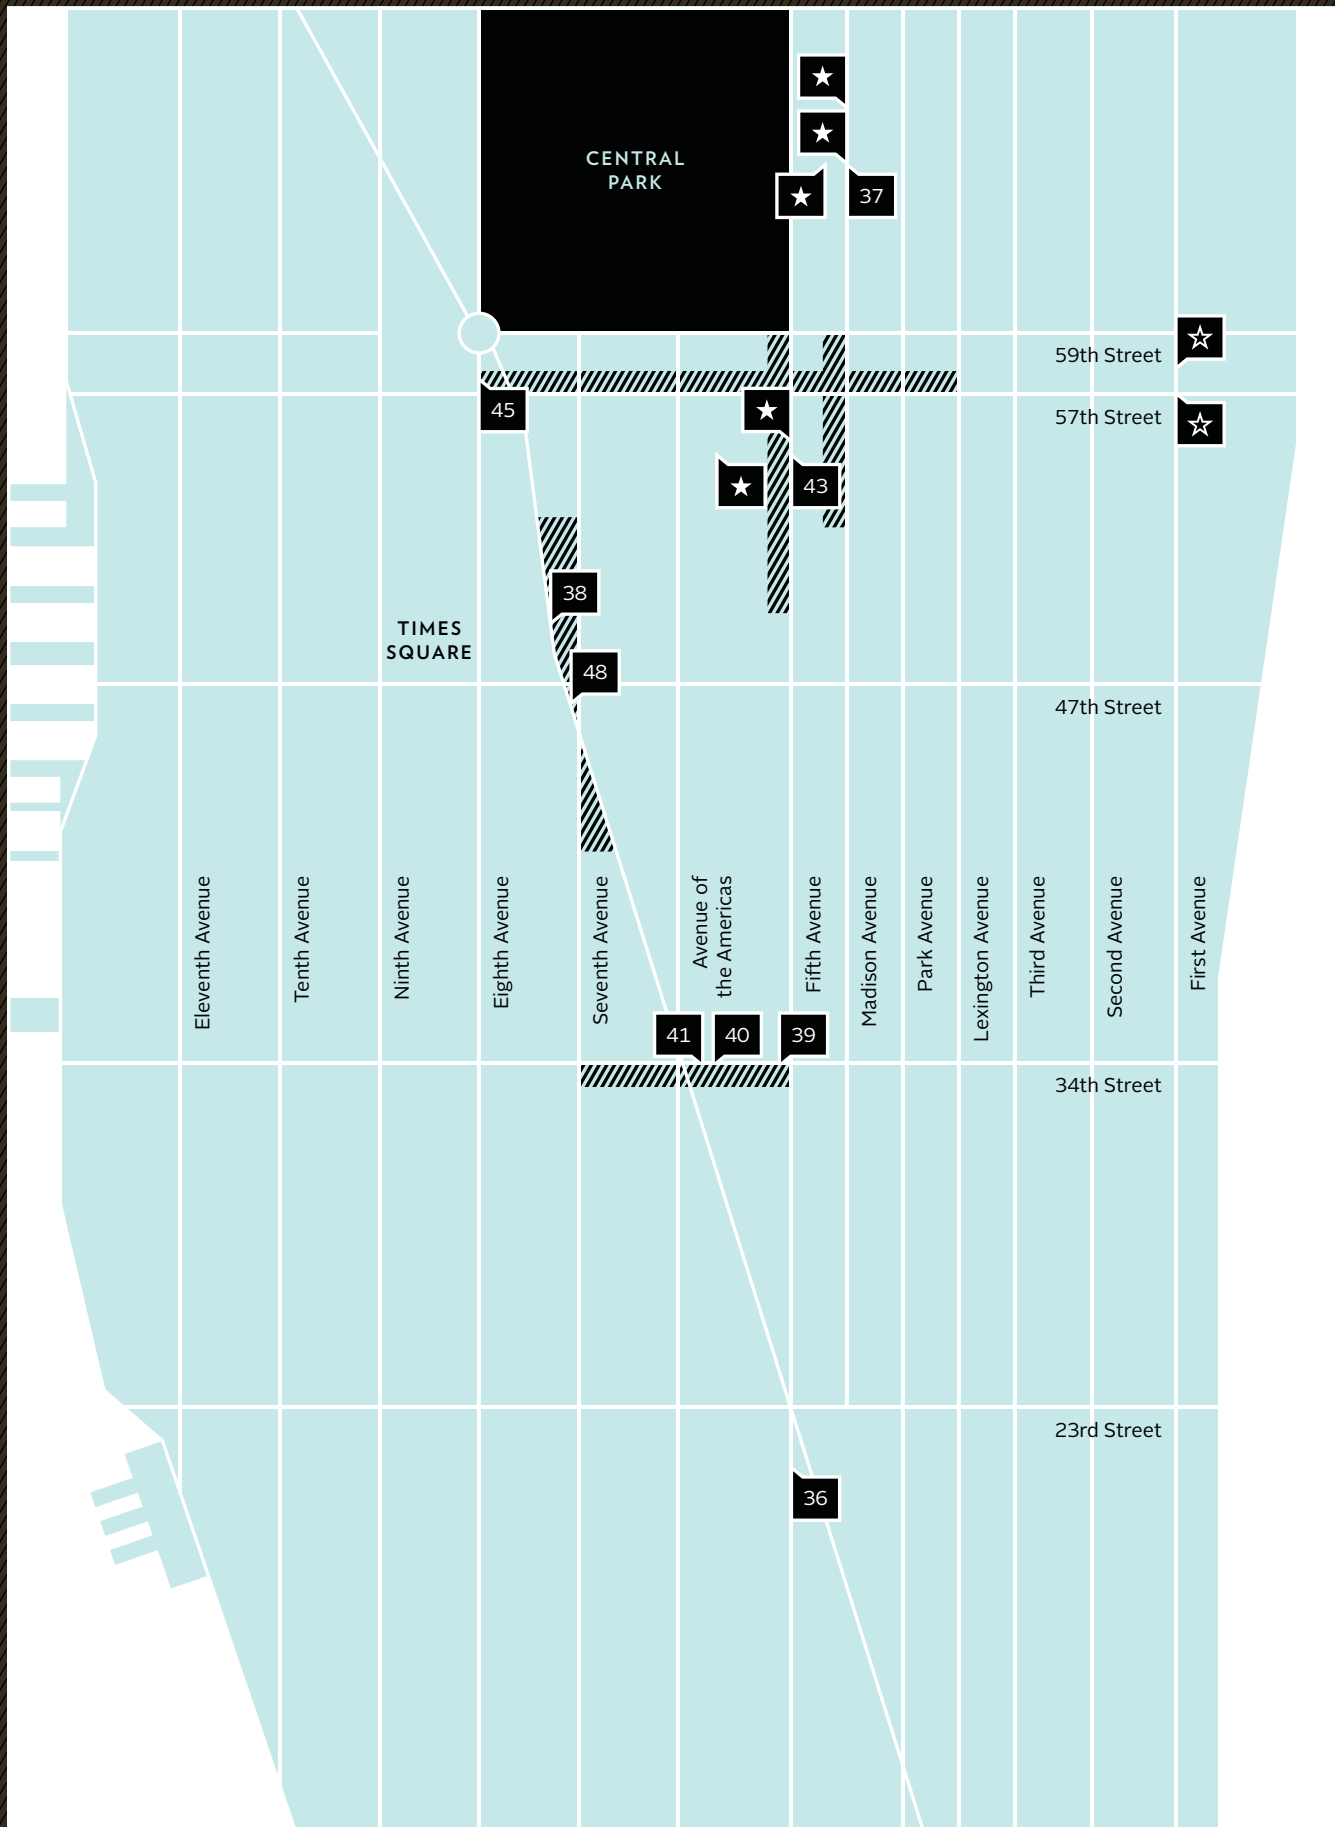 CENTRAL
PARK
37
59th Street
45
57th Street
43
38
TIMES
SQUARE
48
47th Street
Eleventh Avenue
Tenth Avenue
Ninth Avenue
Eighth Avenue
Seventh Avenue
Avenue of
the Americas
Fifth Avenue
Madison Avenue
Park Avenue
Lexington Avenue
Third Avenue
Second Avenue
First Avenue
41
40
39
34th Street
23rd Street
36